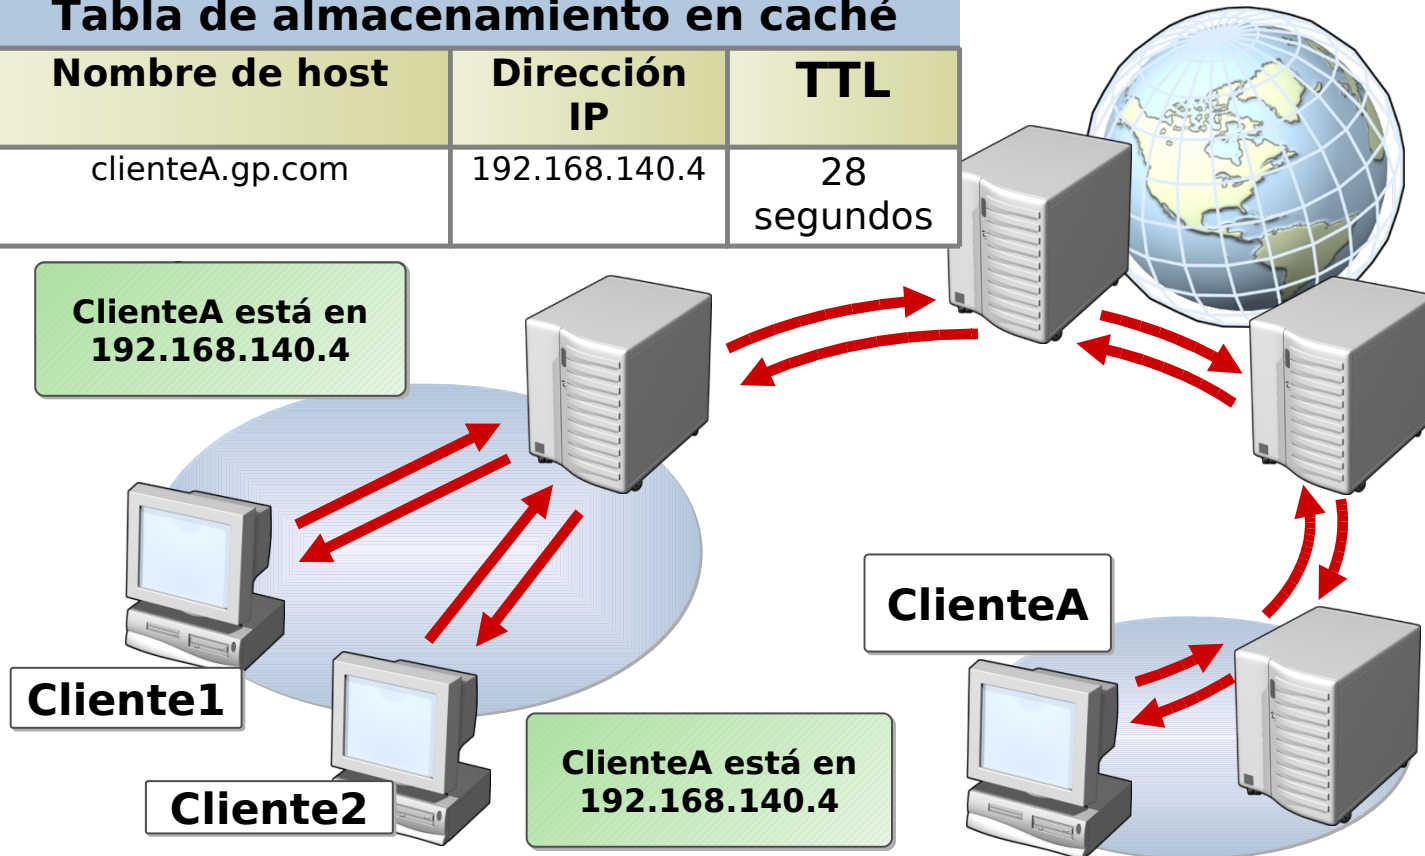 Tabla de almacenamiento en caché
Nombre de host
Dirección
IP
TTL
clienteA.gp.com
192.168.140.4
28
segundos
ClienteA está en
192.168.140.4
ClienteA
Cliente1
Cliente2
ClienteA está en
192.168.140.4